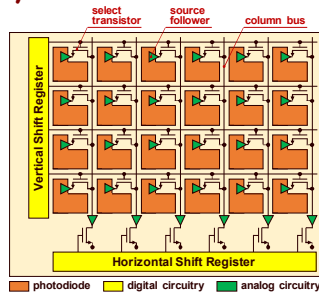 select transistor
source follower
column bus
Vertical Shift Register
Horizontal Shift Register
photodiode
digital circuitry
analog circuitry